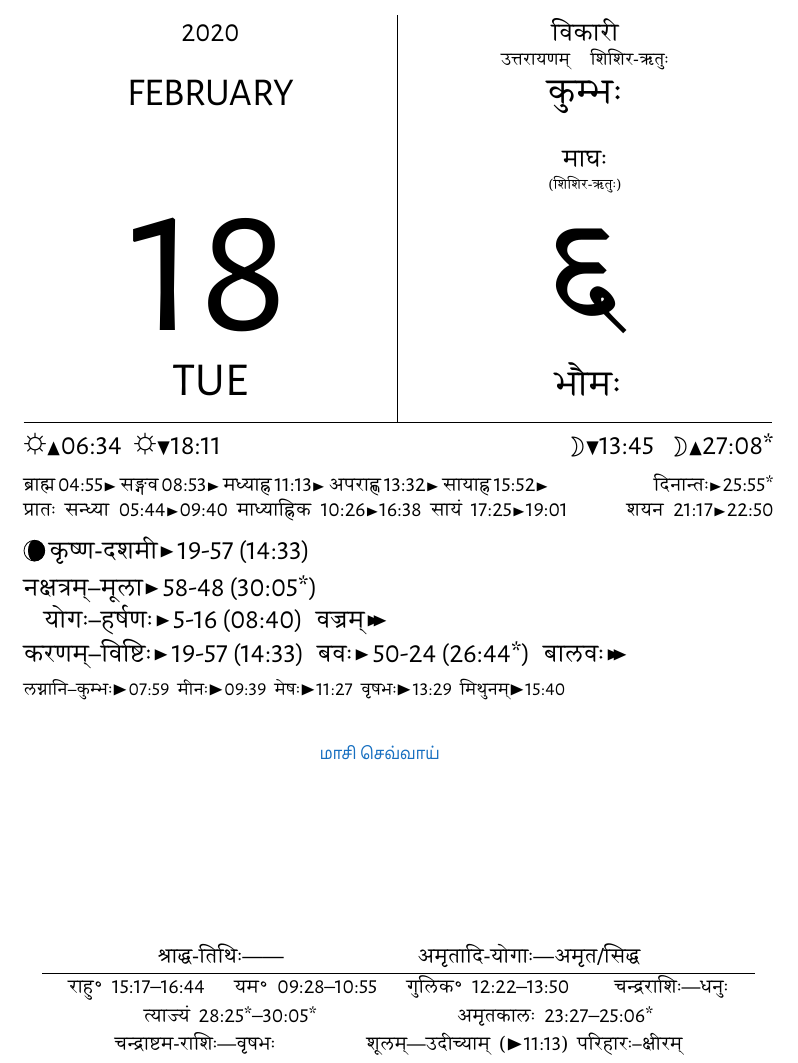 2020
FEBRUARY
18
TUE
विकारी
उत्तरायणम् शिशिर-ऋतुः
कुम्भः
माघः
(शिशिर-ऋतुः)
६
भौमः
☼▲06:34 ☼▼18:11 ☽▼13:45 ☽▲27:08*
ब्राह्म 04:55► सङ्गव 08:53► मध्याह्न 11:13► अपराह्ण 13:32► सायाह्न 15:52► दिनान्तः►25:55*
प्रातः सन्ध्या 05:44►09:40 माध्याह्निक 10:26►16:38 सायं 17:25►19:01 शयन 21:17►22:50
कृष्ण-दशमी►19-57 (14:33)
नक्षत्रम्–मूला►58-48 (30:05*)
योगः–हर्षणः►5-16 (08:40) वज्रम्►►
करणम्–विष्टिः►19-57 (14:33) बवः►50-24 (26:44*) बालवः►►
लग्नानि–कुम्भः►07:59 मीनः►09:39 मेषः►11:27 वृषभः►13:29 मिथुनम्►15:40
மாசி செவ்வாய்
श्राद्ध-तिथिः—— अमृतादि-योगाः—अमृत/सिद्ध
राहु॰ 15:17–16:44 यम॰ 09:28–10:55 गुलिक॰ 12:22–13:50 चन्द्रराशिः—धनुः
त्याज्यं 28:25*–30:05* अमृतकालः 23:27–25:06*
चन्द्राष्टम-राशिः—वृषभः शूलम्—उदीच्याम् (►11:13) परिहारः–क्षीरम्